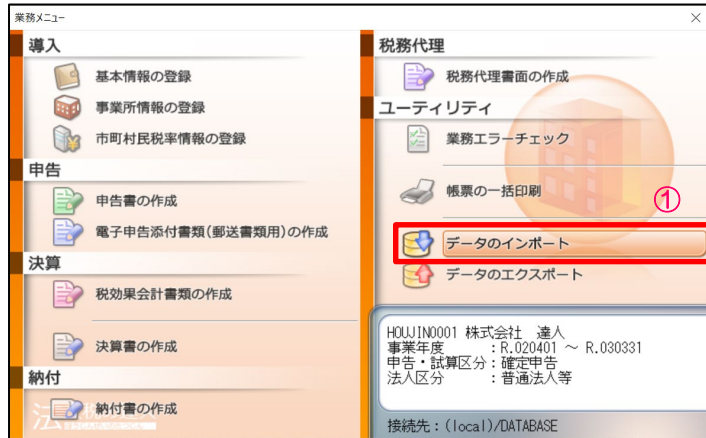 業務メニュー
導入
基本情報の登録
事業所情報の登録
市町村民税率情報の登録
申告
申告書の作成
電子申告添付書類(郵送書類用)の作成
決算
税効果会計書類の作成
決算書の作成
納付
納付書の作成
税務代理
税務代理書面の作成
ユーティリティ
業務エラーチェック
帳票の一括印刷
①
データのインポート
データのエクスポート
HOUJIN0001 株式会社 達人
事業年度 :R.020401 ～ R.030331
申告・試算区分:確定申告
法人区分 :普通法人等
接続先:(local)/DATABASE